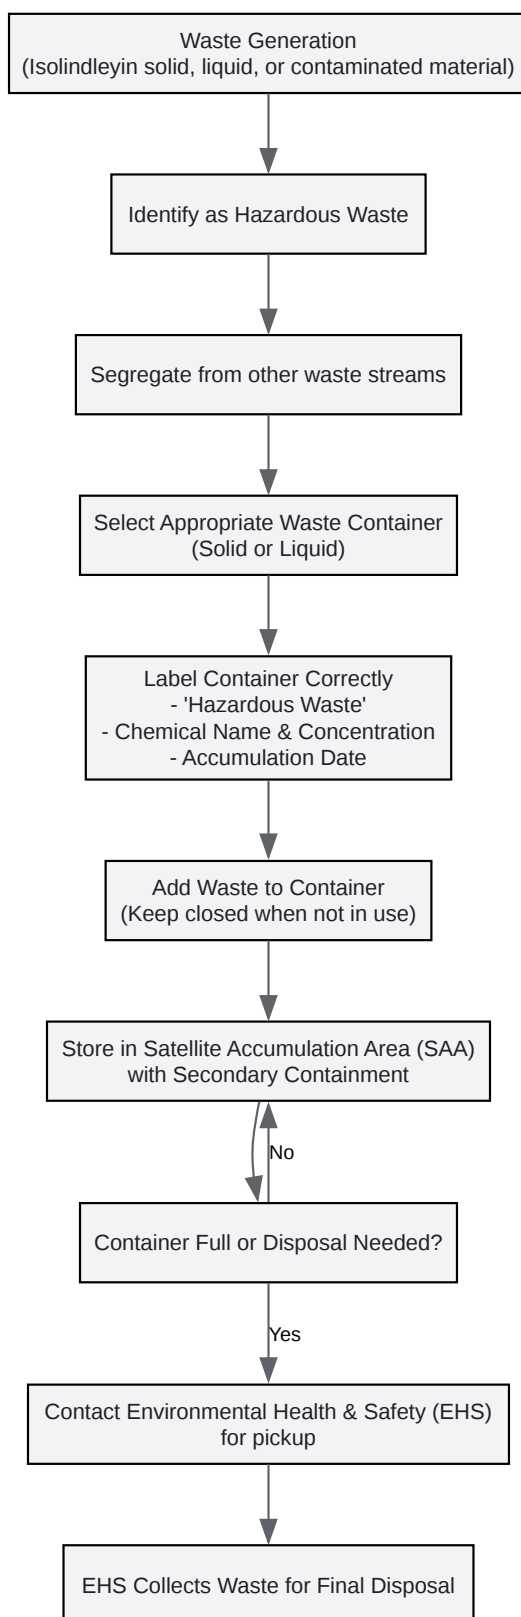 Waste Generation
(Isolindleyin solid, liquid, or contaminated material)
Identify as Hazardous Waste
Segregate from other waste streams
Select Appropriate Waste Container
(Solid or Liquid)
Label Container Correctly
- 'Hazardous Waste'
- Chemical Name & Concentration
- Accumulation Date
Add Waste to Container
(Keep closed when not in use)
Store in Satellite Accumulation Area (SAA)
with Secondary Containment
No
Container Full or Disposal Needed?
Yes
Contact Environmental Health & Safety (EHS)
for pickup
EHS Collects Waste for Final Disposal